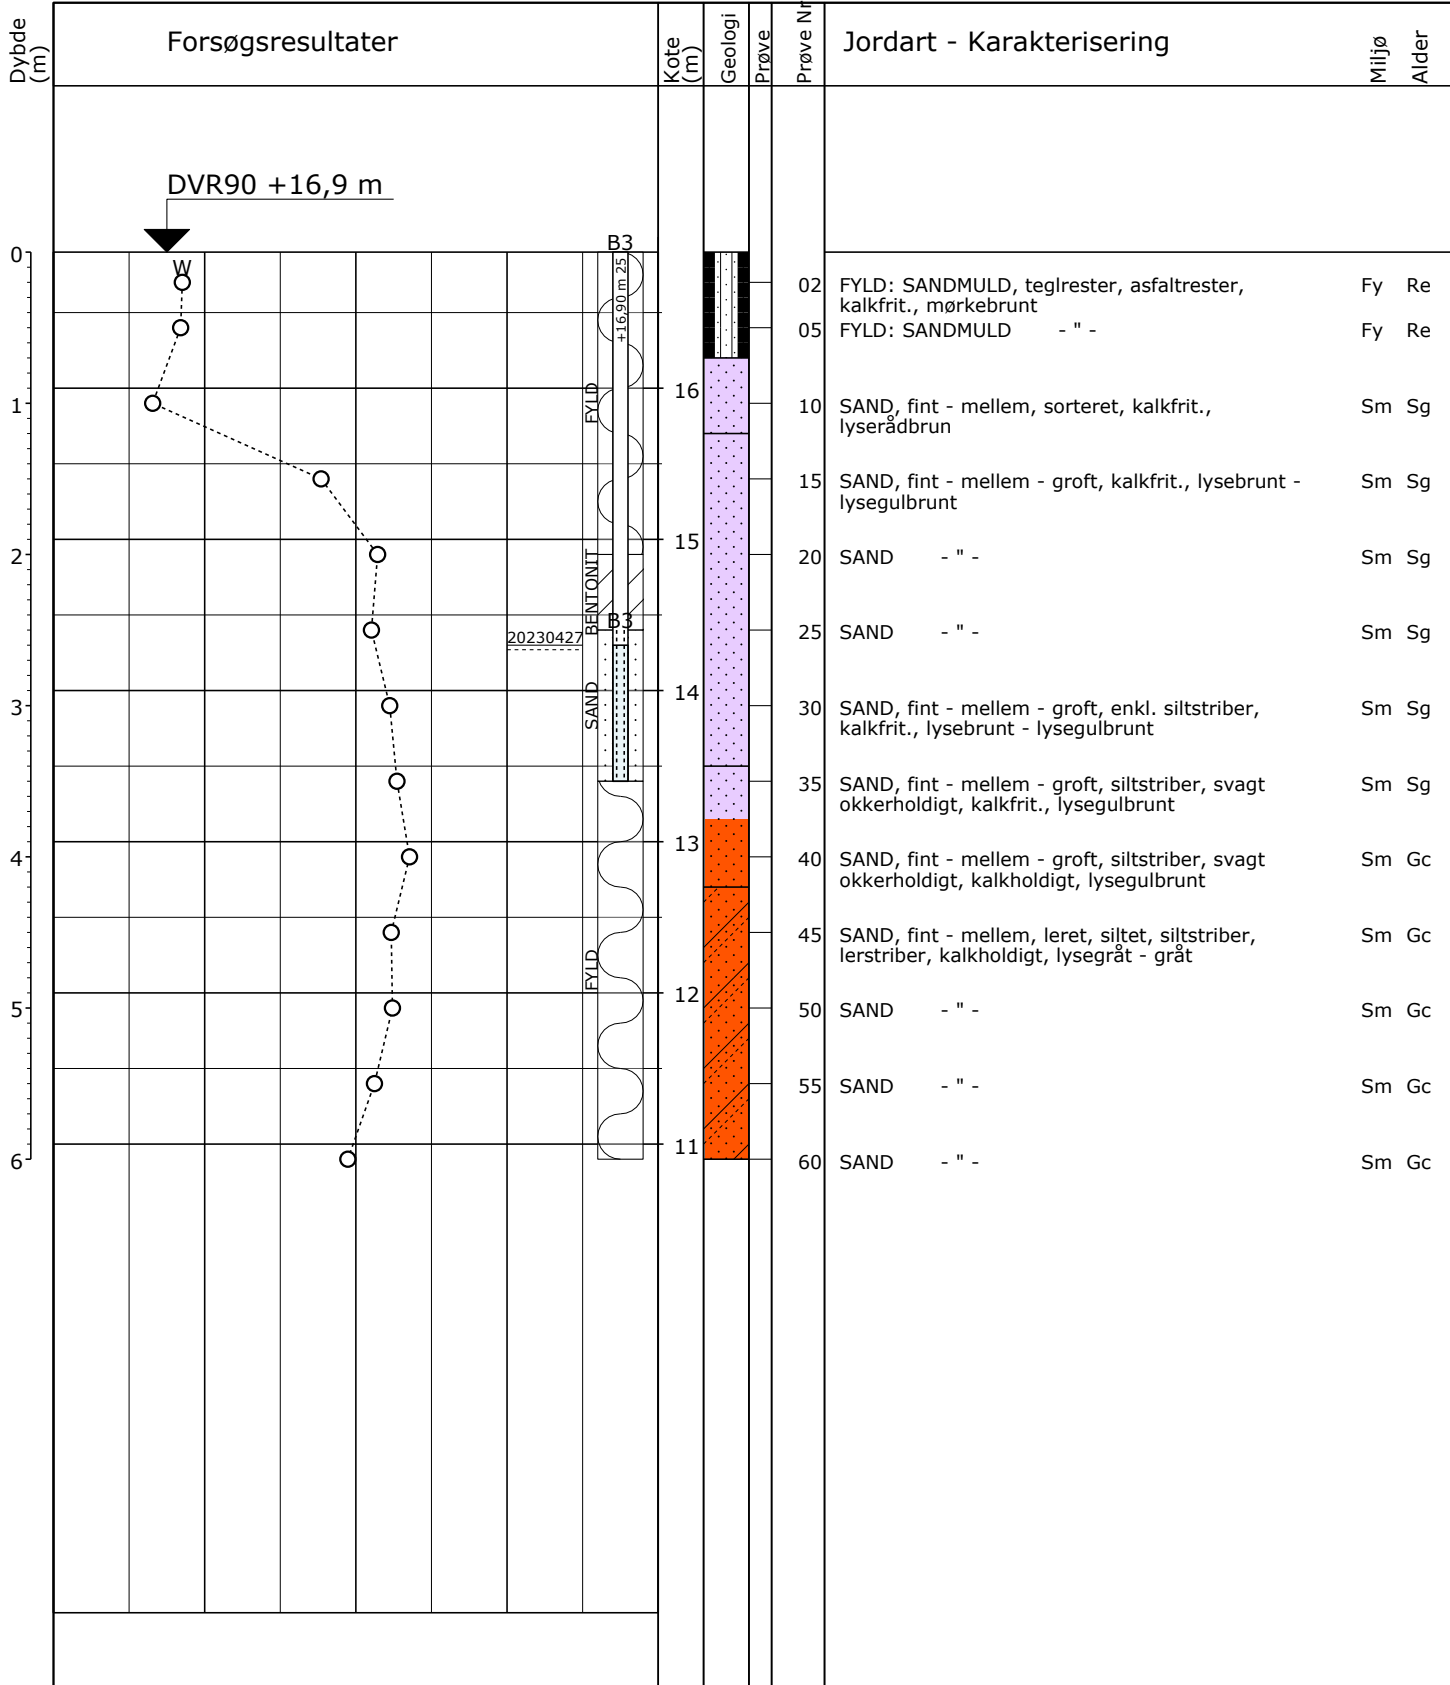 Dybde (m)
Forsøgsresultater
Kote (m)
Geologi
Prøve
Prøve Nr
Jordart - Karakterisering
Miljø
Alder
DVR90 +16,9 m
B3
0
W
+16,90 m 25
02 FYLD: SANDMULD, teglrester, asfaltrester, Fy Re
kalkfrit., mørkebrunt
05 FYLD: SANDMULD - " - Fy Re
FYLD
16
1
10 SAND, fint - mellem, sorteret, kalkfrit., Sm Sg
lyserådbrun
15 SAND, fint - mellem - groft, kalkfrit., lysebrunt - Sm Sg
lysegulbrunt
15
2
BENTONIT
20 SAND - " - Sm Sg
B3
20230427
25 SAND - " - Sm Sg
14
3
SAND
30 SAND, fint - mellem - groft, enkl. siltstriber, Sm Sg
kalkfrit., lysebrunt - lysegulbrunt
35 SAND, fint - mellem - groft, siltstriber, svagt Sm Sg
okkerholdigt, kalkfrit., lysegulbrunt
13
4
40 SAND, fint - mellem - groft, siltstriber, svagt Sm Gc
okkerholdigt, kalkholdigt, lysegulbrunt
45 SAND, fint - mellem, leret, siltet, siltstriber, Sm Gc
lerstriber, kalkholdigt, lysegråt - gråt
FYLD
12
5
50 SAND - " - Sm Gc
55 SAND - " - Sm Gc
11
6
60 SAND - " - Sm Gc